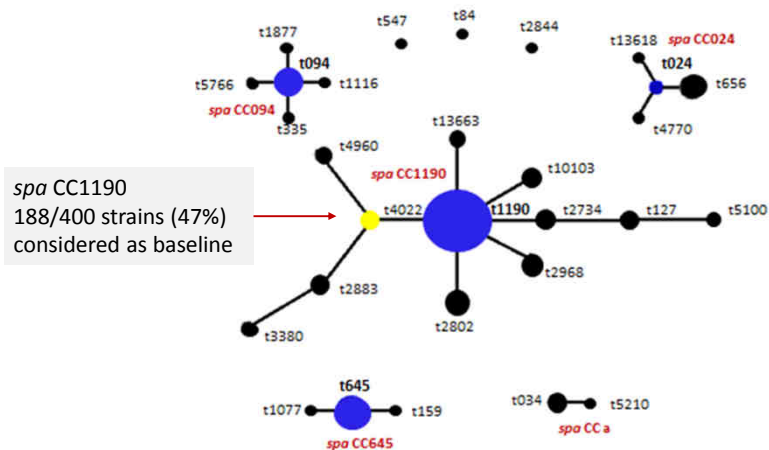 t547
t84
t2844
t1877
t094
t5766
t1116
spa CC094
t335
t13618
spa CC024
t024
t656
t4770
t4960
t13663
spa CC1190
t10103
t4022
t1190
t2734
t127
t5100
spa CC1190
188/400 strains (47%)
considered as baseline
t2883
t2968
t3380
t2802
t645
t1077
t159
spa CC645
t034
t5210
spa CC a